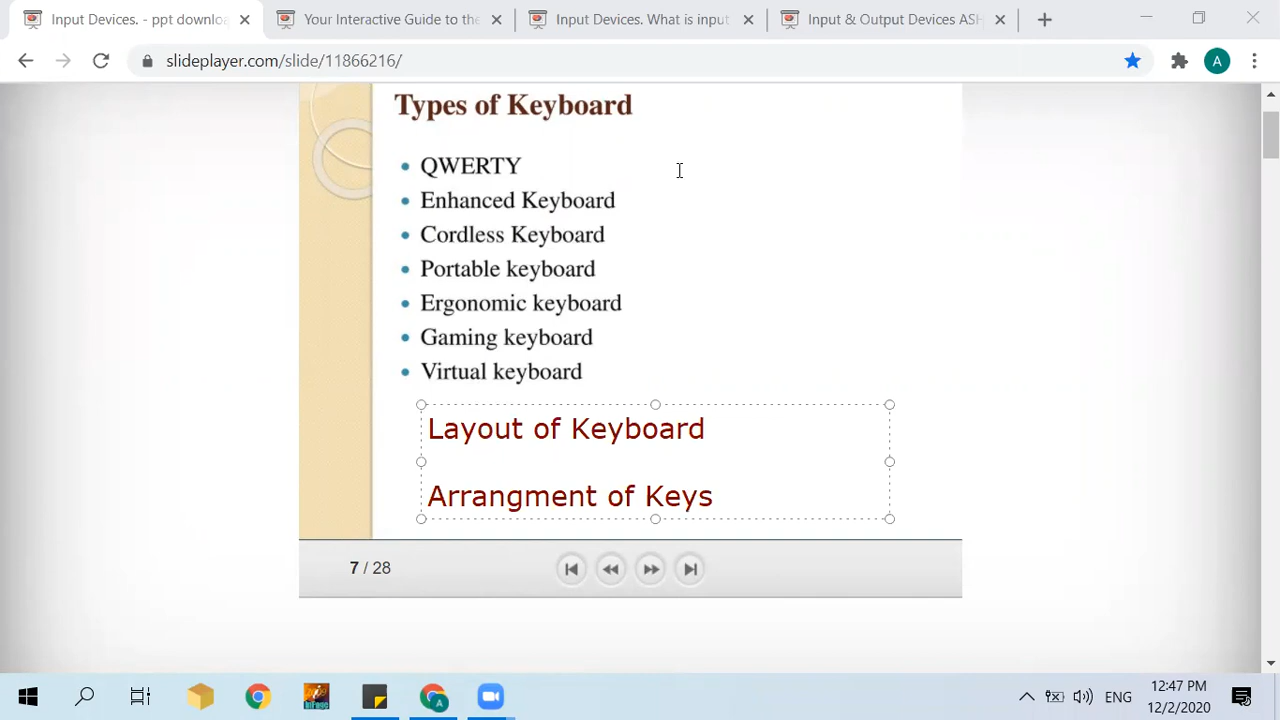 Input Devices. - ppt downloa
Your Interactive Guide to the
Input Devices. What is input
Input & Output Devices ASH
slideplayer.com/slide/11866216/
A
Types of Keyboard
QWERTY
Enhanced Keyboard
Cordless Keyboard
Portable keyboard
Ergonomic keyboard
Gaming keyboard
Virtual keyboard
Layout of Keyboard
Arrangment of Keys
7 / 28
ENG
12:47 PM
12/2/2020